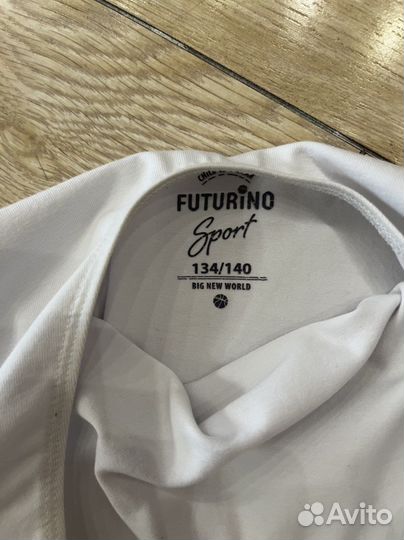 FUTURINO
Sport
134/140
BIG NEW WORLD
Avito